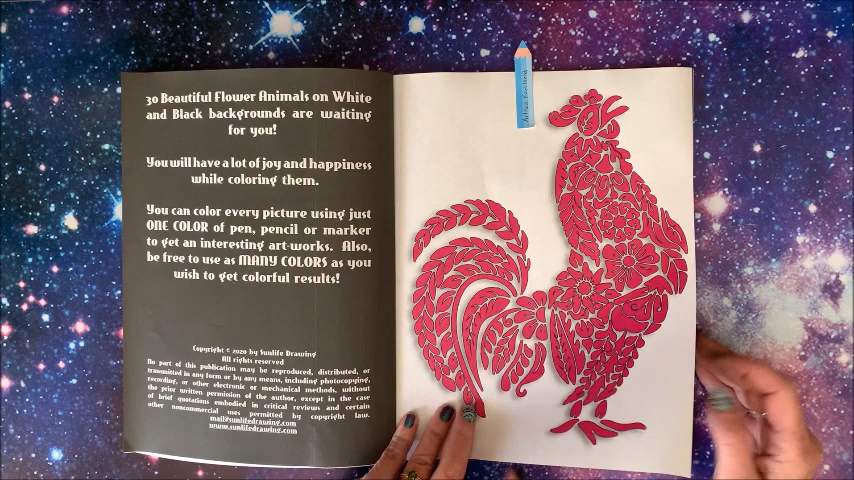 30 Beautiful Flower Animals on White
and Black backgrounds are waiting
for you!
You will have a lot of joy and happiness
while coloring them.
You can color every picture using just
ONE COLOR of pen, pencil or marker
to get an interesting art-works. Also,
be free to use as MANY COLORS as you
wish to get colorful results!
Copyright © 2020 by Sunlife Drawing
All rights reserved
No part of this publication may be reproduced, distributed, or
transmitted in any form or by any means, including photocopying,
recording, or other electronic or mechanical methods, without
the prior written permission of the author, except in the case
of brief quotations embodied in critical reviews and certain
other noncommercial uses permitted by copyright law.
mail@sunlifedrawing.com
www.sunlifedrawing.com